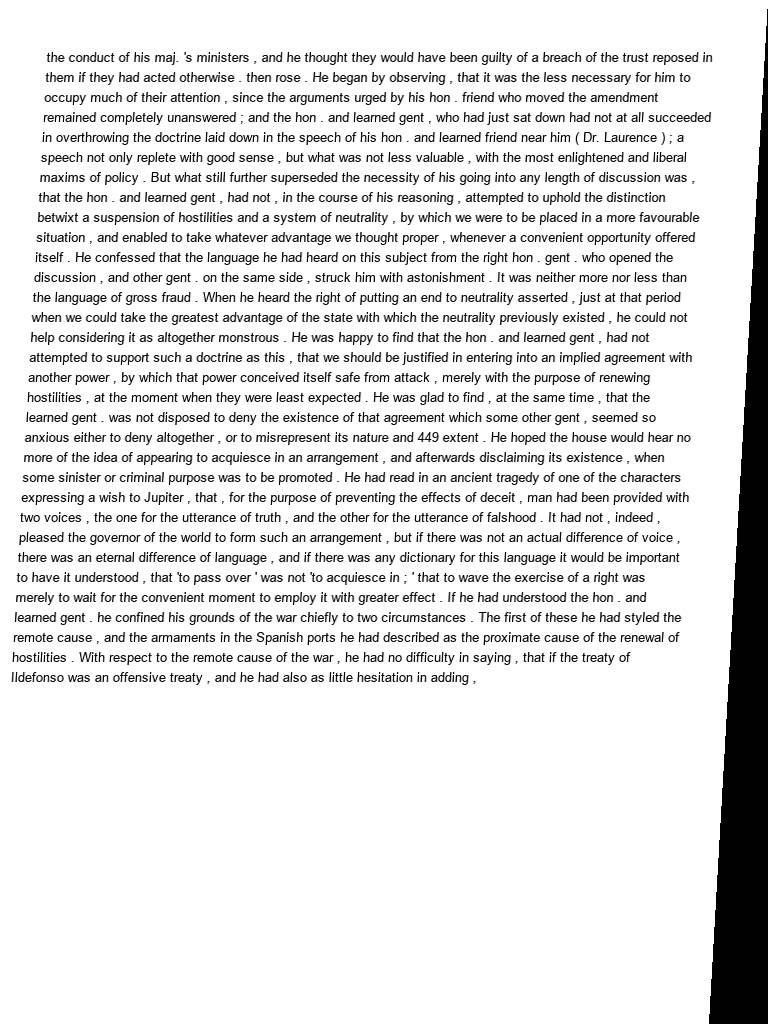 the conduct of his maj. 's ministers , and he thought they would have been guilty of a breach of the trust reposed in
them if they had acted otherwise . then rose . He began by observing , that it was the less necessary for him to
occupy much of their attention , since the arguments urged by his hon . friend who moved the amendment
remained completely unanswered ; and the hon . and learned gent , who had just sat down had not at all succeeded
in overthrowing the doctrine laid down in the speech of his hon . and learned friend near him ( Dr. Laurence ) ; a
speech not only replete with good sense , but what was not less valuable , with the most enlightened and liberal
maxims of policy . But what still further superseded the necessity of his going into any length of discussion was ,
that the hon . and learned gent , had not , in the course of his reasoning , attempted to uphold the distinction
betwixt a suspension of hostilities and a system of neutrality , by which we were to be placed in a more favourable
situation , and enabled to take whatever advantage we thought proper , whenever a convenient opportunity offered
itself . He confessed that the language he had heard on this subject from the right hon . gent . who opened the
discussion , and other gent . on the same side , struck him with astonishment . It was neither more nor less than
the language of gross fraud . When he heard the right of putting an end to neutrality asserted , just at that period
when we could take the greatest advantage of the state with which the neutrality previously existed , he could not
help considering it as altogether monstrous . He was happy to find that the hon . and learned gent , had not
attempted to support such a doctrine as this , that we should be justified in entering into an implied agreement with
another power , by which that power conceived itself safe from attack , merely with the purpose of renewing
hostilities , at the moment when they were least expected . He was glad to find , at the same time , that the
learned gent . was not disposed to deny the existence of that agreement which some other gent , seemed so
anxious either to deny altogether , or to misrepresent its nature and 449 extent . He hoped the house would hear no
more of the idea of appearing to acquiesce in an arrangement , and afterwards disclaiming its existence , when
some sinister or criminal purpose was to be promoted . He had read in an ancient tragedy of one of the characters
expressing a wish to Jupiter , that , for the purpose of preventing the effects of deceit , man had been provided with
two voices , the one for the utterance of truth , and the other for the utterance of falshood . It had not , indeed ,
pleased the governor of the world to form such an arrangement , but if there was not an actual difference of voice ,
there was an eternal difference of language , and if there was any dictionary for this language it would be important
to have it understood , that 'to pass over ' was not 'to acquiesce in ; ' that to wave the exercise of a right was
merely to wait for the convenient moment to employ it with greater effect . If he had understood the hon . and
learned gent . he confined his grounds of the war chiefly to two circumstances . The first of these he had styled the
remote cause , and the armaments in the Spanish ports he had described as the proximate cause of the renewal of
hostilities . With respect to the remote cause of the war , he had no difficulty in saying , that if the treaty of
Ildefonso was an offensive treaty , and he had also as little hesitation in adding ,